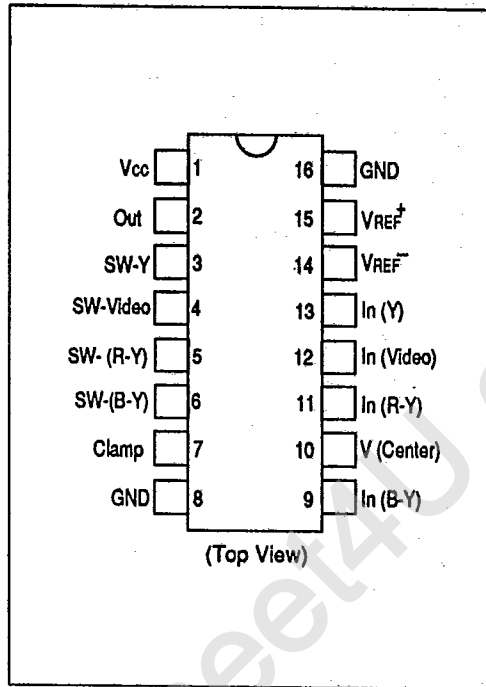 Vcc 1 16 GND
Out 2 15 VREF+
SW-Y 3 14 VREF-
SW-Video 4 13 In (Y)
SW- (R-Y) 5 12 In (Video)
SW-(B-Y) 6 11 In (R-Y)
Clamp 7 10 V (Center)
GND 8 9 In (B-Y)
(Top View)
eet4U